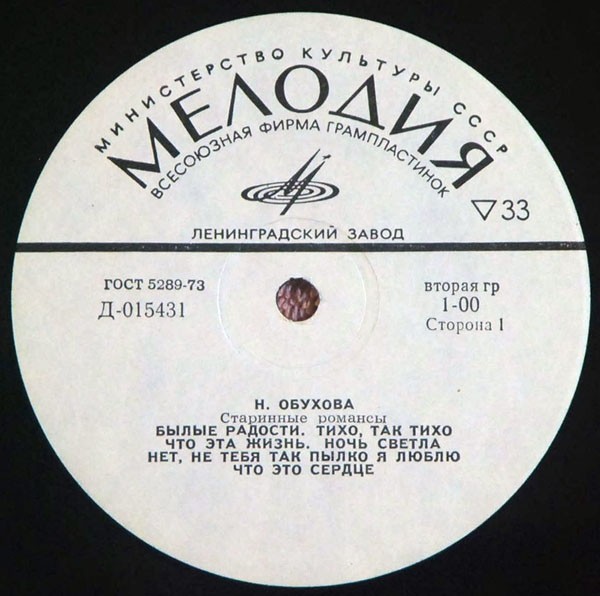 МИНИСТЕРСТВО КУЛЬТУРЫ СССР
МЕЛОДИЯ
ВСЕСОЮЗНАЯ ФИРМА ГРАМПЛАСТИНОК
▽33
ЛЕНИНГРАДСКИЙ ЗАВОД
ГОСТ 5289-73
Д-015431
вторая гр
1-00
Сторона 1
Н. ОБУХОВА
Старинные романсы
БЫЛЫЕ РАДОСТИ. ТИХО, ТАК ТИХО
ЧТО ЭТА ЖИЗНЬ. НОЧЬ СВЕТЛА
НЕТ, НЕ ТЕБЯ ТАК ПЫЛКО Я ЛЮБЛЮ
ЧТО ЭТО СЕРДЦЕ